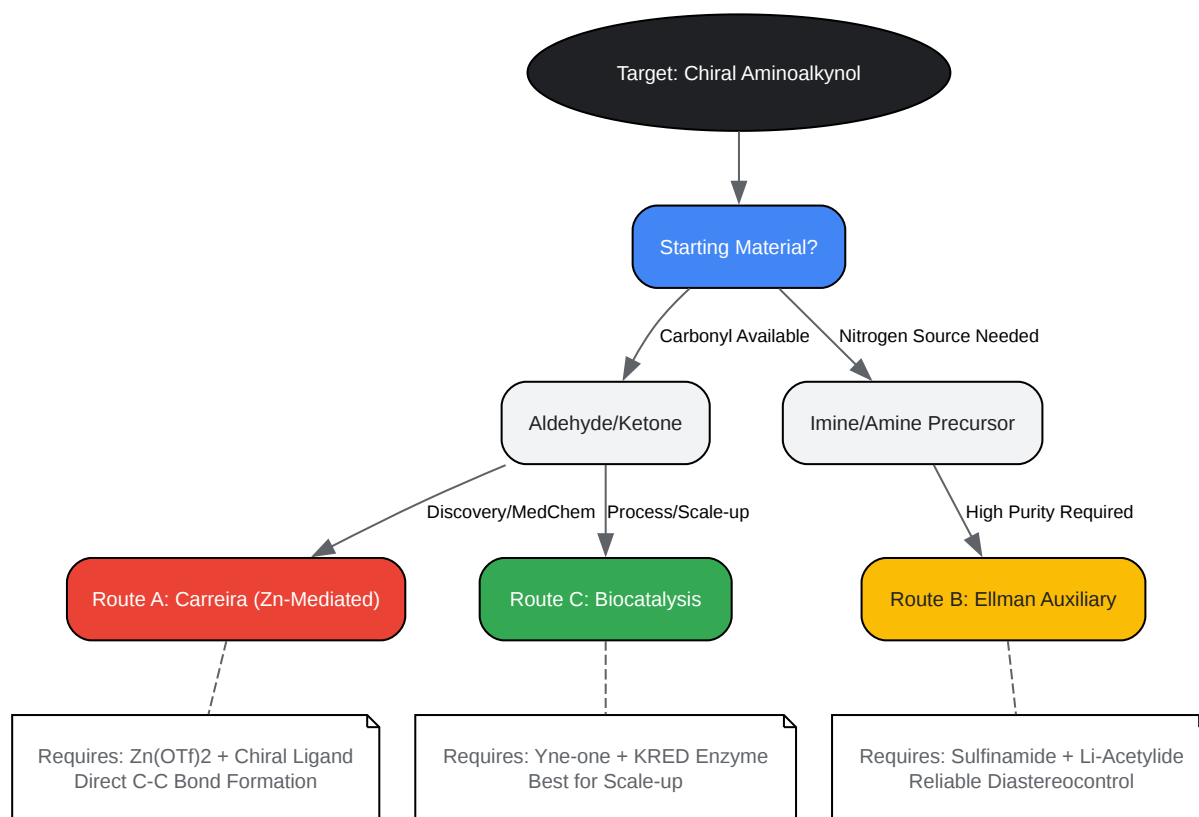 Target: Chiral Aminoalkynol
Starting Material?
Carbonyl Available
Nitrogen Source Needed
Aldehyde/Ketone
Imine/Amine Precursor
Discovery/MedChem
Process/Scale-up
High Purity Required
Route A: Carreira (Zn-Mediated)
Route C: Biocatalysis
Route B: Ellman Auxiliary
Requires: Zn(OTf)2 + Chiral Ligand
Direct C-C Bond Formation
Requires: Yne-one + KRED Enzyme
Best for Scale-up
Requires: Sulfinamide + Li-Acetylide
Reliable Diastereocontrol